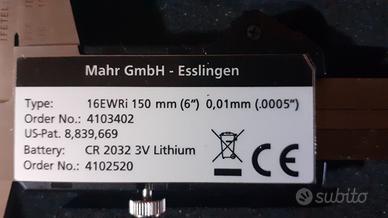 Mahr GmbH - Esslingen
Type: 16EWRi 150 mm (6") 0,01mm (.0005")
Order No.: 4103402
US-Pat. 8,839,669
Battery: CR 2032 3V Lithium
Order No.: 4102520
CE
subito